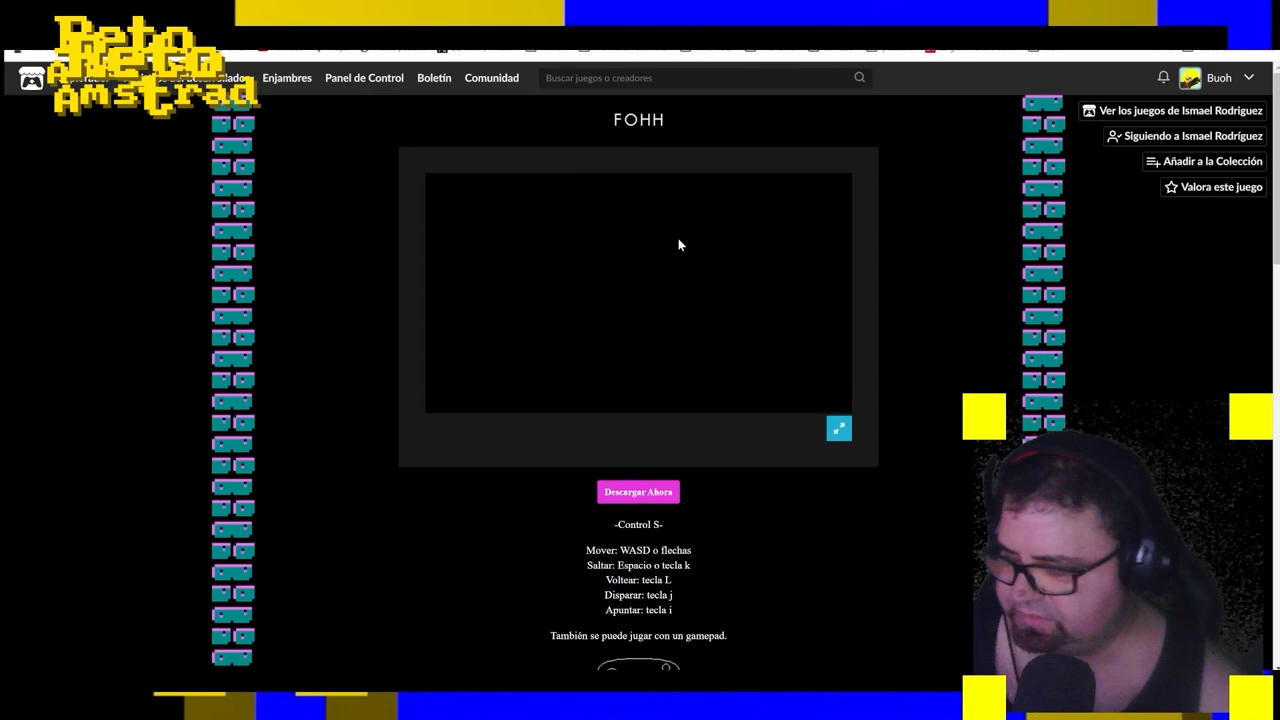 Reto
Amstrad
Enjambres
Panel de Control
Boletín
Comunidad
Buscar juegos o creadores
Buoh
FOHH
Ver los juegos de Ismael Rodriguez
Siguiendo a Ismael Rodríguez
Añadir a la Colección
Valora este juego
Descargar Ahora
-Control S-
Mover: WASD o flechas
Saltar: Espacio o tecla k
Voltear: tecla L
Disparar: tecla j
Apuntar: tecla i
También se puede jugar con un gamepad.